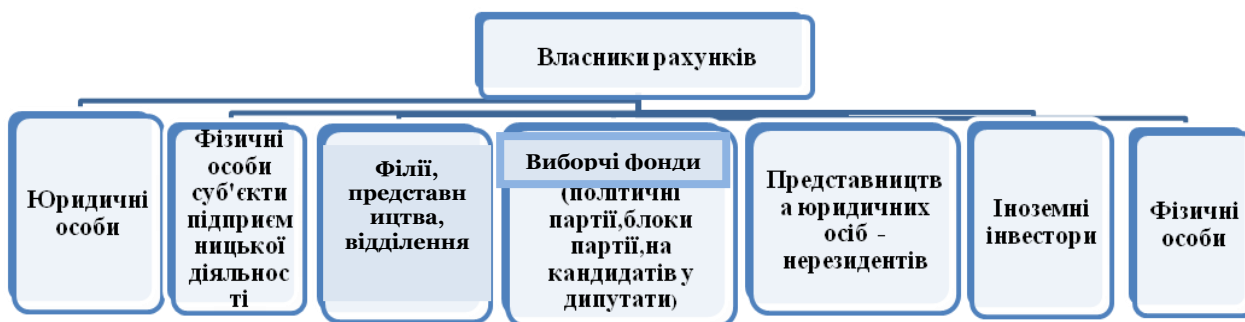 Власники рахунків
Юридичні
особи
Фізичні
особи
суб'єкти
підприєм
ницької
діяльнос
ті
Філії,
представн
ицтва,
відділення
Виборчі фонди
(політичні
партії,блоки
партії,на
кандидатів у
дипутати)
Представництв
а юридичних
осіб -
нерезидентів
Іноземні
інвестори
Фізичні
особи